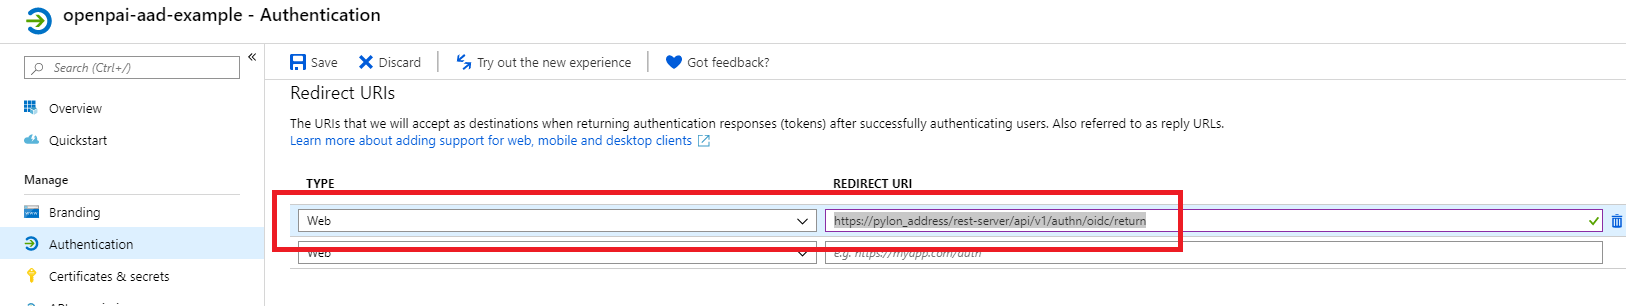 openpai-aad-example - Authentication
Search (Ctrl+/)
«
Save
Discard
Try out the new experience
Got feedback?
Overview
Quickstart
Manage
Branding
Authentication
Certificates & secrets
Redirect URIs
The URIs that we will accept as destinations when returning authentication responses (tokens) after successfully authenticating users. Also referred to as reply URLs.
Learn more about adding support for web, mobile and desktop clients
TYPE REDIRECT URI
Web https://pylon_address/rest-server/api/v1/authn/oidc/return
Web e.g. https://myapp.com/auth